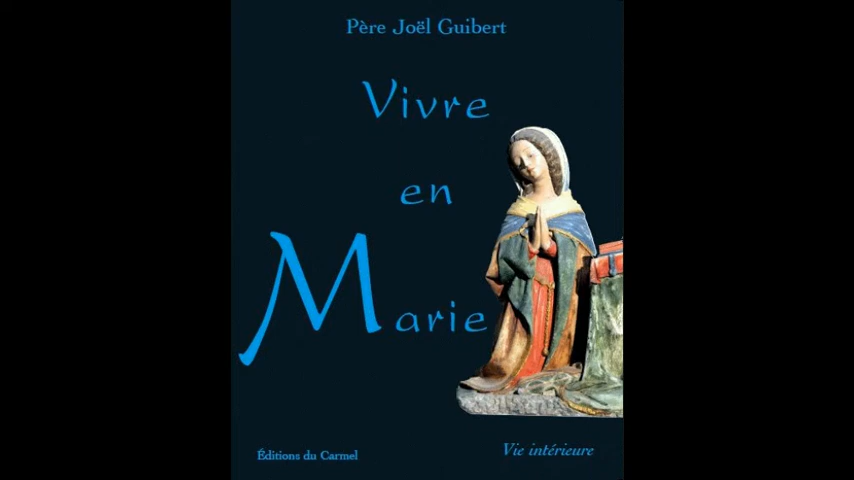 Père Joël Guibert
Vivre
en
Marie
Éditions du Carmel
Vie intérieure